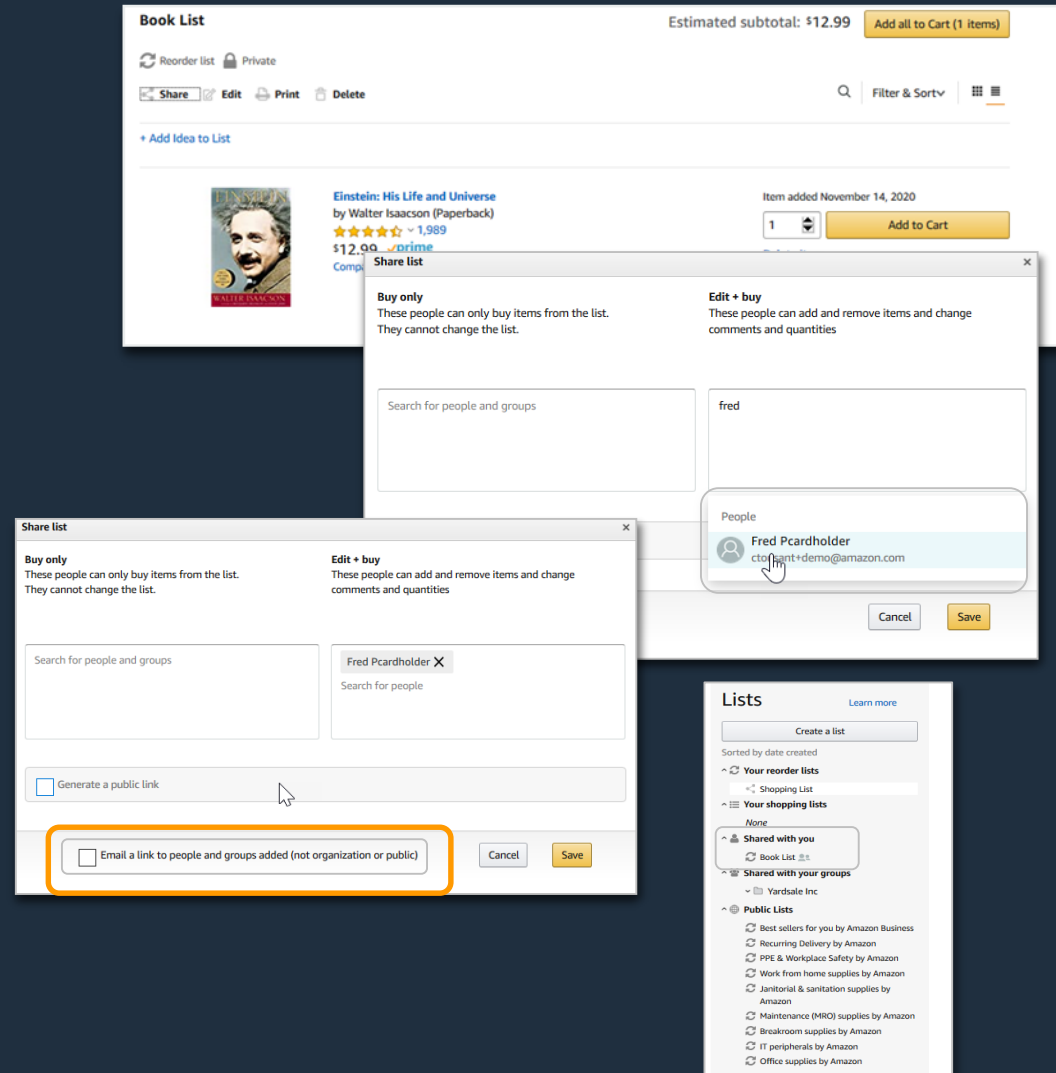 Book List
Estimated subtotal: $12.99
Add all to Cart (1 items)
Reorder list Private
Share Edit Print Delete
Filter & Sort
+ Add Idea to List
EINSTEIN
WALTER ISAACSON
Einstein: His Life and Universe
by Walter Isaacson (Paperback)
1,989
$12.99 prime
Compa
Item added November 14, 2020
1
Add to Cart
Share list
Buy only
These people can only buy items from the list.
They cannot change the list.
Edit + buy
These people can add and remove items and change
comments and quantities
Search for people and groups
fred
People
Fred Pcardholder
+demo@amazon.com
Cancel
Save
Share list
Buy only
These people can only buy items from the list.
They cannot change the list.
Edit + buy
These people can add and remove items and change
comments and quantities
Search for people and groups
Fred Pcardholder X
Search for people
Generate a public link
Email a link to people and groups added (not organization or public)
Cancel
Save
Lists
Learn more
Create a list
Sorted by date created
Your reorder lists
Shopping List
Your shopping lists
None
Shared with you
Book List
Shared with your groups
Yardsale Inc
Public Lists
Best sellers for you by Amazon Business
Recurring Delivery by Amazon
PPE & Workplace Safety by Amazon
Work from home supplies by Amazon
Janitorial & sanitation supplies by
Amazon
Maintenance (MRO) supplies by Amazon
Breakroom supplies by Amazon
IT peripherals by Amazon
Office supplies by Amazon